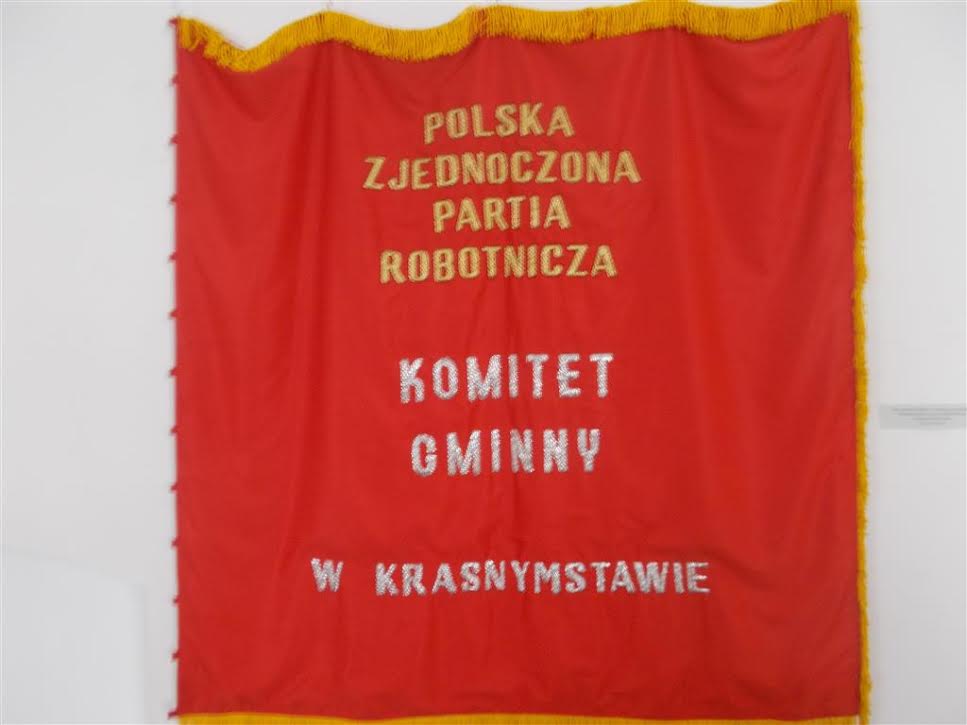 POLSKA
ZJEDNOCZONA
PARTIA
ROBOTNICZA
KOMITET
GMINNY
W KRASNYMSTAWIE